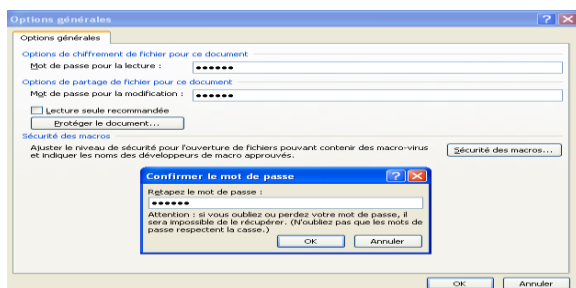 Options générales
Options générales
Options de chiffrement de fichier pour ce document
Mot de passe pour la lecture : ••••••
Options de partage de fichier pour ce document
Mot de passe pour la modification : ••••••
Lecture seule recommandée
Protéger le document...
Sécurité des macros
Ajuster le niveau de sécurité pour l'ouverture de fichiers pouvant contenir des macro-virus
et indiquer les noms des développeurs de macro approuvés.
Sécurité des macros...
Confirmer le mot de passe
Retapez le mot de passe :
••••••
Attention : si vous oubliez ou perdez votre mot de passe, il
sera impossible de le récupérer. (N'oubliez pas que les mots de
passe respectent la casse.)
OK Annuler
OK Annuler